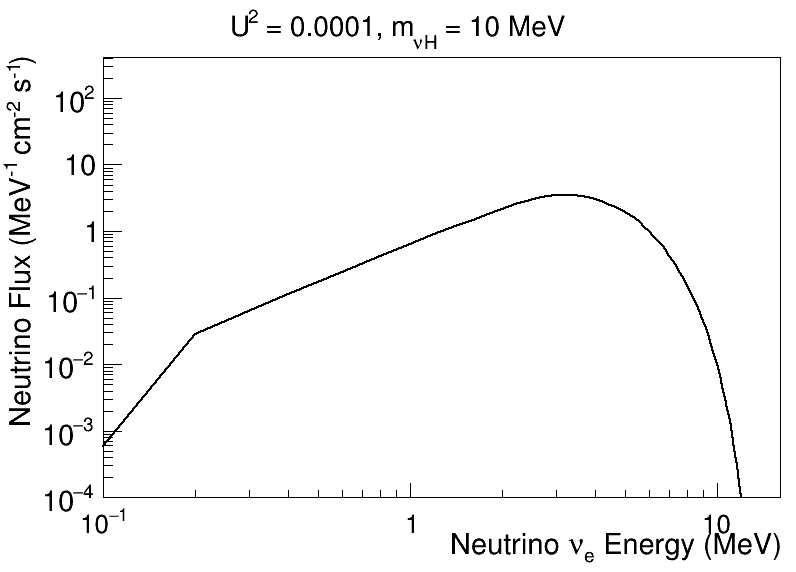 U² = 0.0001, m_νH = 10 MeV
Neutrino Flux (MeV⁻¹ cm⁻² s⁻¹)
10²
10
1
10⁻¹
10⁻²
10⁻³
10⁻⁴
10⁻¹ 1 10
Neutrino νₑ Energy (MeV)